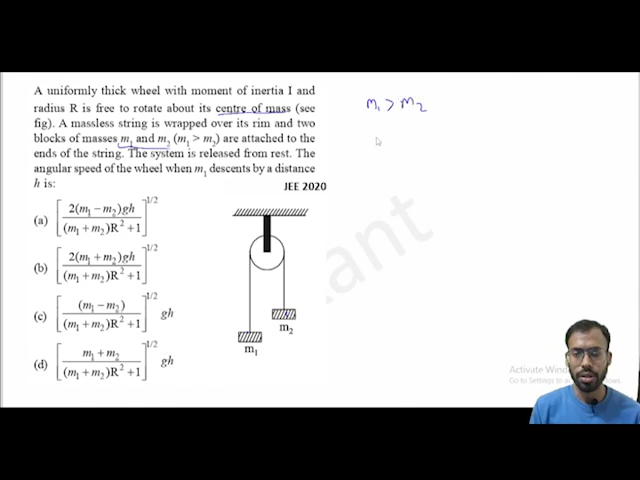 A uniformly thick wheel with moment of inertia I and
radius R is free to rotate about its centre of mass (see
fig). A massless string is wrapped over its rim and two
blocks of masses m₁ and m₂ (m₁ > m₂) are attached to the
ends of the string. The system is released from rest. The
angular speed of the wheel when m₁ descents by a distance
h is:
JEE 2020
(a) [2(m₁ − m₂)gh / (m₁ + m₂)R² + 1]^1/2
(b) [2(m₁ + m₂)gh / (m₁ + m₂)R² + 1]^1/2
(c) [(m₁ − m₂) / (m₁ + m₂)R² + 1]^1/2 gh
(d) [m₁ + m₂ / (m₁ + m₂)R² + 1]^1/2 gh
m₂
m₁
m₁ > m₂
Activate Wind
Go to Settings to